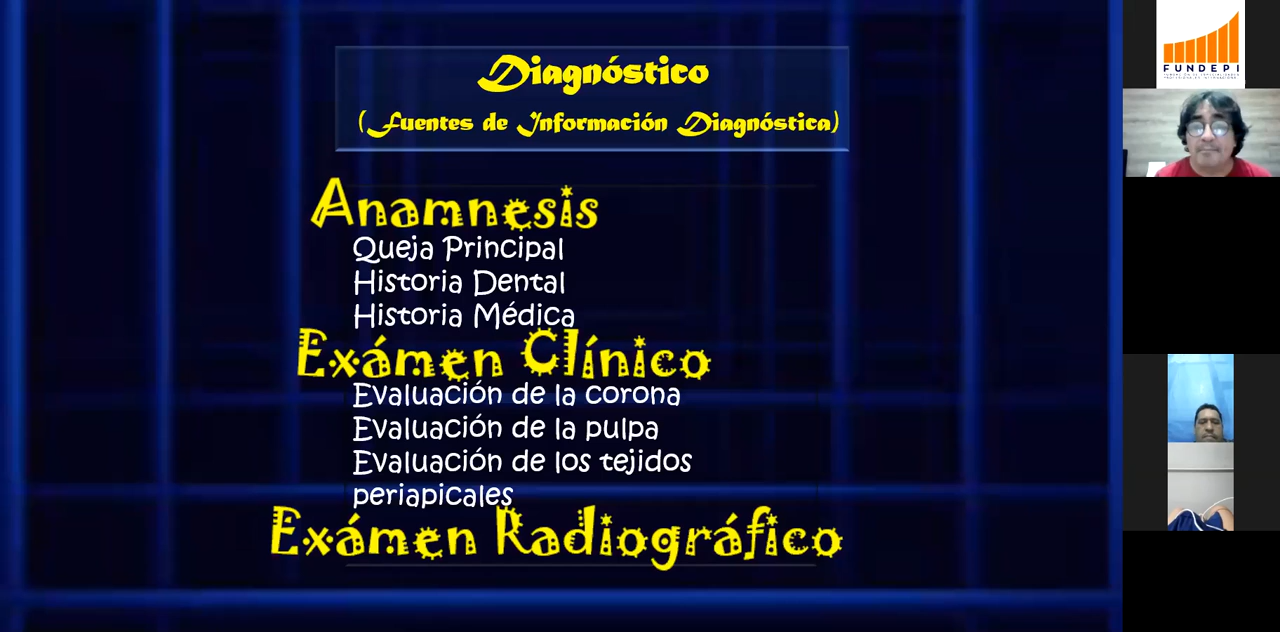 Diagnóstico
(Fuentes de Información Diagnóstica)
Anamnesis
Queja Principal
Historia Dental
Historia Médica
Exámen Clínico
Evaluación de la corona
Evaluación de la pulpa
Evaluación de los tejidos
periapicales
Exámen Radiográfico
FUNDEPI